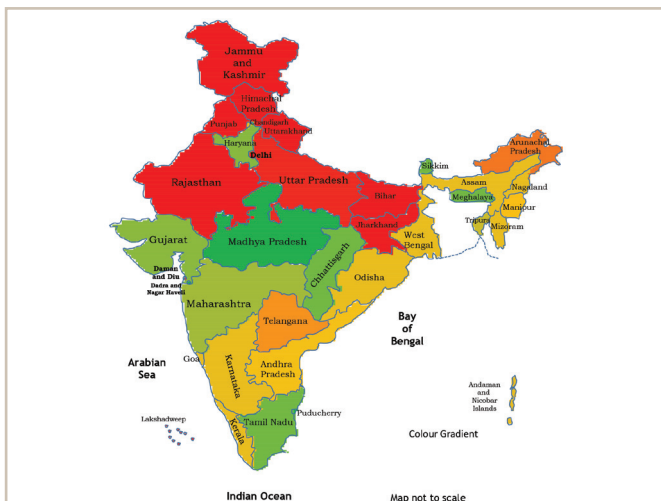 Jammu
and
Kashmir
Himachal
Pradesh
Punjab
Chandigarh
Uttarakhand
Haryana
Delhi
Arunachal
Pradesh
Sikkim
Rajasthan
Uttar Pradesh
Assam
Nagaland
Bihar
Meghalaya
Manipur
Jharkhand
Tripura
Mizoram
West
Bengal
Gujarat
Madhya Pradesh
Chhattisgarh
Daman
and Diu
Dadra and
Nagar Haveli
Odisha
Maharashtra
Telangana
Bay
of
Bengal
Goa
Arabian
Sea
Karnataka
Andhra
Pradesh
Andaman
and
Nicobar
Islands
Lakshadweep
Puducherry
Tamil Nadu
Kerala
Colour Gradient
Indian Ocean
Map not to scale